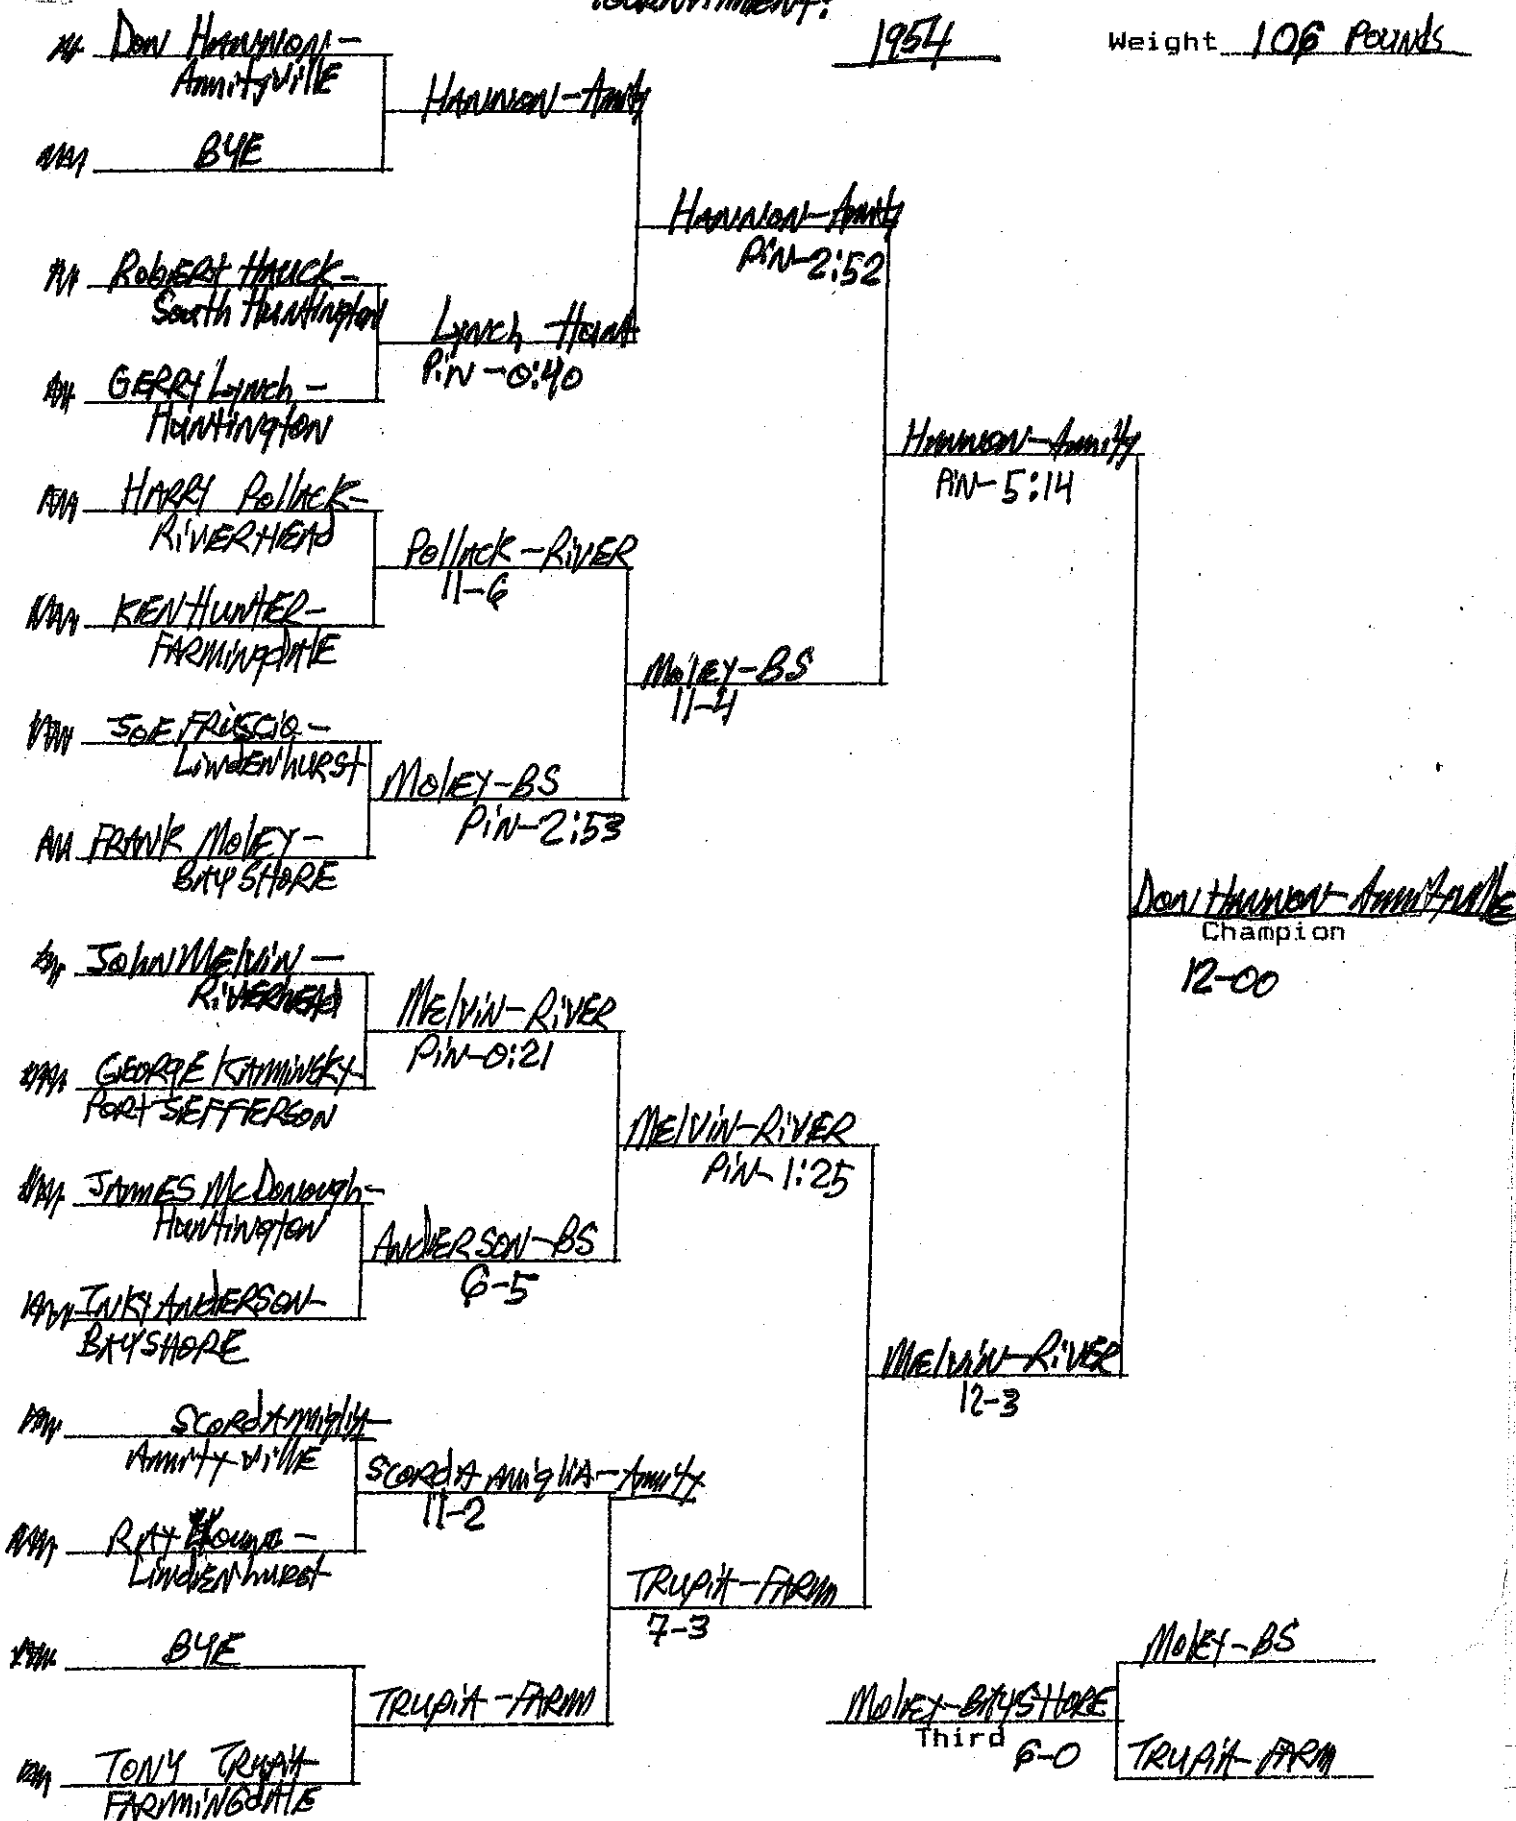 TOURNAMENT:
1954
Weight 106 POUNDS
DON HANNON -
Amityville
HANNON - Amity
BYE
HANNON - Amity
PiN - 2:52
ROBERT HAUCK -
South Huntington
Lynch - Hunt
PiN - 0:40
GERRY Lynch -
Huntington
HANNON - Amity
PiN - 5:14
HARRY POllACK -
RiVERHEAd
POllACK - RiVER
11-6
KEN HUNTER -
FARMiNgdAlE
MOlEY - BS
11-4
JOE FRiSCiO -
LiNdENhURSt
MOlEY - BS
PiN - 2:53
FRANK MOlEY -
BAY SHORE
DON HANNON - Amityville
Champion
12-00
JOhN MElViN -
RiVERhEAd
MElViN - RiVER
PiN - 0:21
GEORgE KAMiNSKY -
PORt JEFFERSON
MElViN - RiVER
PiN - 1:25
JAMES McDonough -
Huntington
ANdERSON - BS
6-5
INKY ANdERSON -
BAYSHORE
MElViN - RiVER
12-3
SCORdAmigliA -
Amityville
SCORdAmigliA - Amity
11-2
RAY
LiNdENhurst
TRUPiA - FARM
7-3
BYE
TRUPiA - FARM
TONY TRUPiA -
FARMiNGdAlE
MOlEY - BS
MOlEY - BAYSHORE
Third 6-0
TRUPiA - FARM